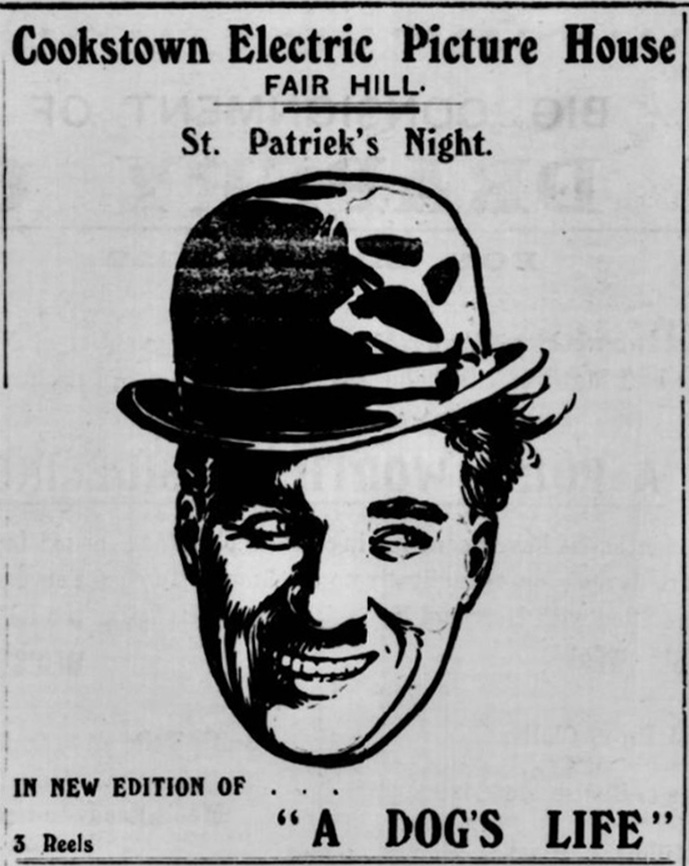 Cookstown Electric Picture House
FAIR HILL.
St. Patriek's Night.
IN NEW EDITION OF . . .
"A DOG'S LIFE"
3 Reels